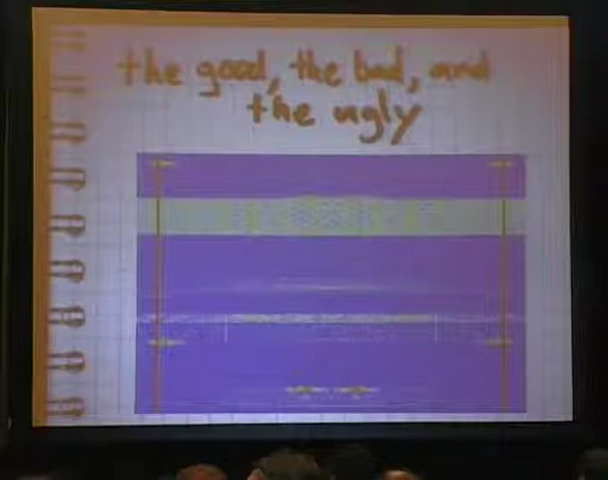 the good, the bad, and
the ugly